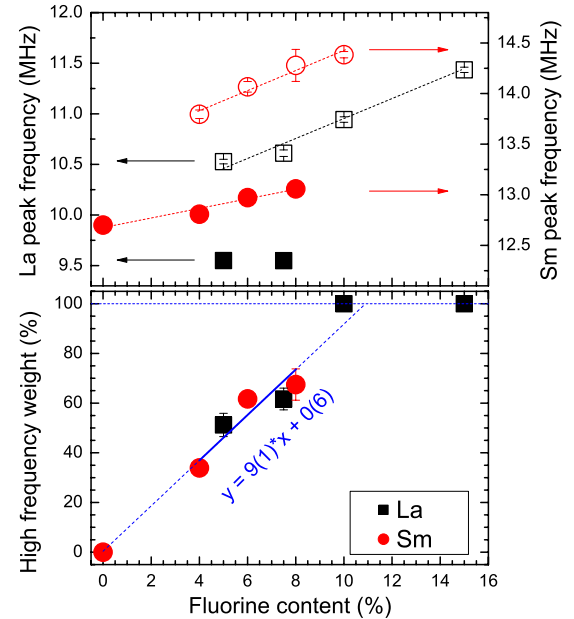 12.0
11.5
11.0
10.5
10.0
9.5
La peak frequency (MHz)
14.5
14.0
13.5
13.0
12.5
Sm peak frequency (MHz)
100
80
60
40
20
0
High frequency weight (%)
y = 9(1)*x + 0(6)
La
Sm
0 2 4 6 8 10 12 14 16
Fluorine content (%)